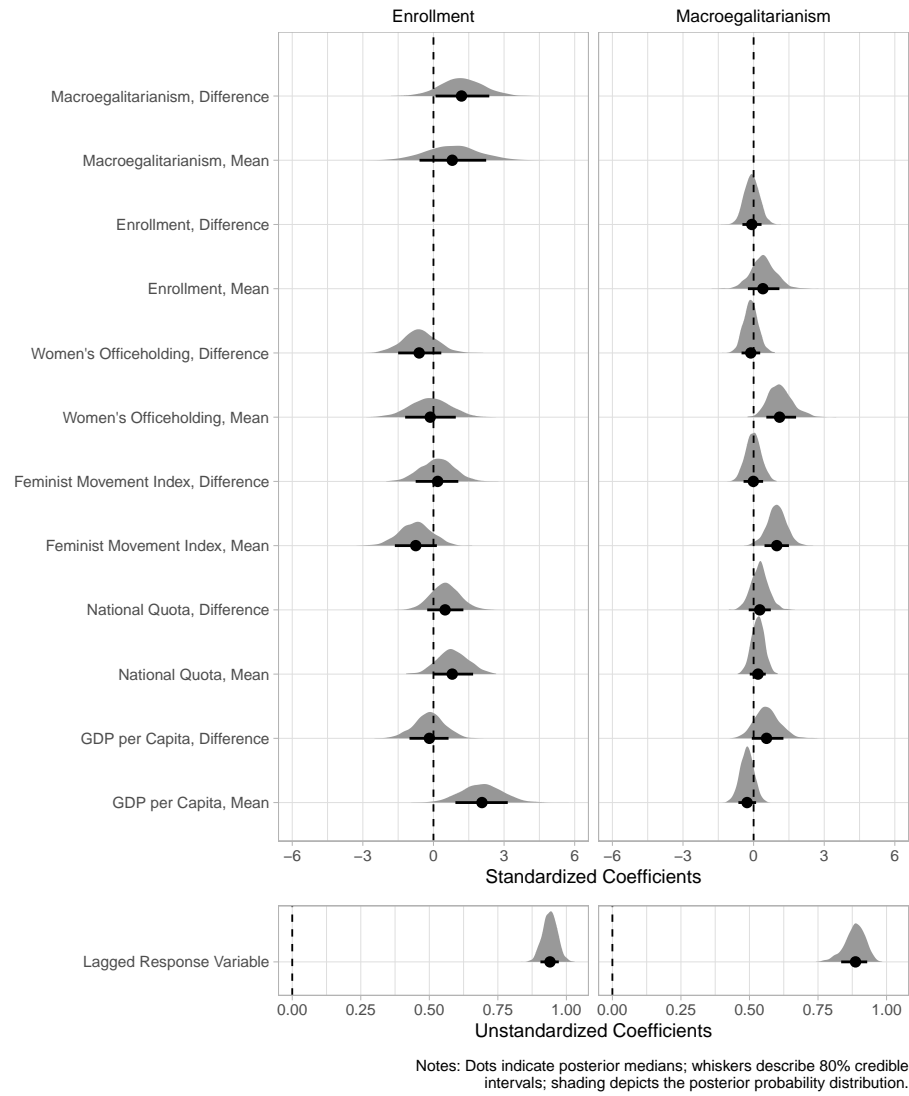 Enrollment
Macroegalitarianism
Macroegalitarianism, Difference
Macroegalitarianism, Mean
Enrollment, Difference
Enrollment, Mean
Women's Officeholding, Difference
Women's Officeholding, Mean
Feminist Movement Index, Difference
Feminist Movement Index, Mean
National Quota, Difference
National Quota, Mean
GDP per Capita, Difference
GDP per Capita, Mean
−6 −3 0 3 6 −6 −3 0 3 6
Standardized Coefficients
Lagged Response Variable
0.00 0.25 0.50 0.75 1.00 0.00 0.25 0.50 0.75 1.00
Unstandardized Coefficients
Notes: Dots indicate posterior medians; whiskers describe 80% credible
intervals; shading depicts the posterior probability distribution.